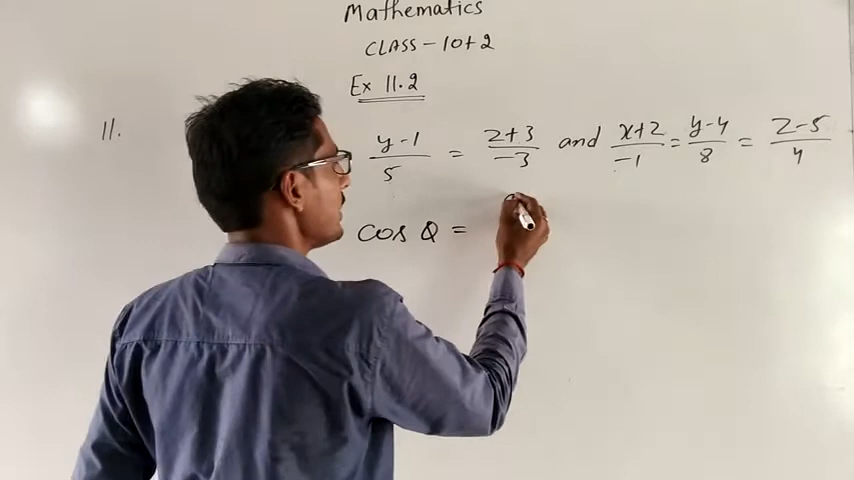 Mathematics
CLASS - 10+2
Ex 11.2
11. y-1/5 = z+3/-3 and x+2/-1 = y-4/8 = z-5/4
cos Q =